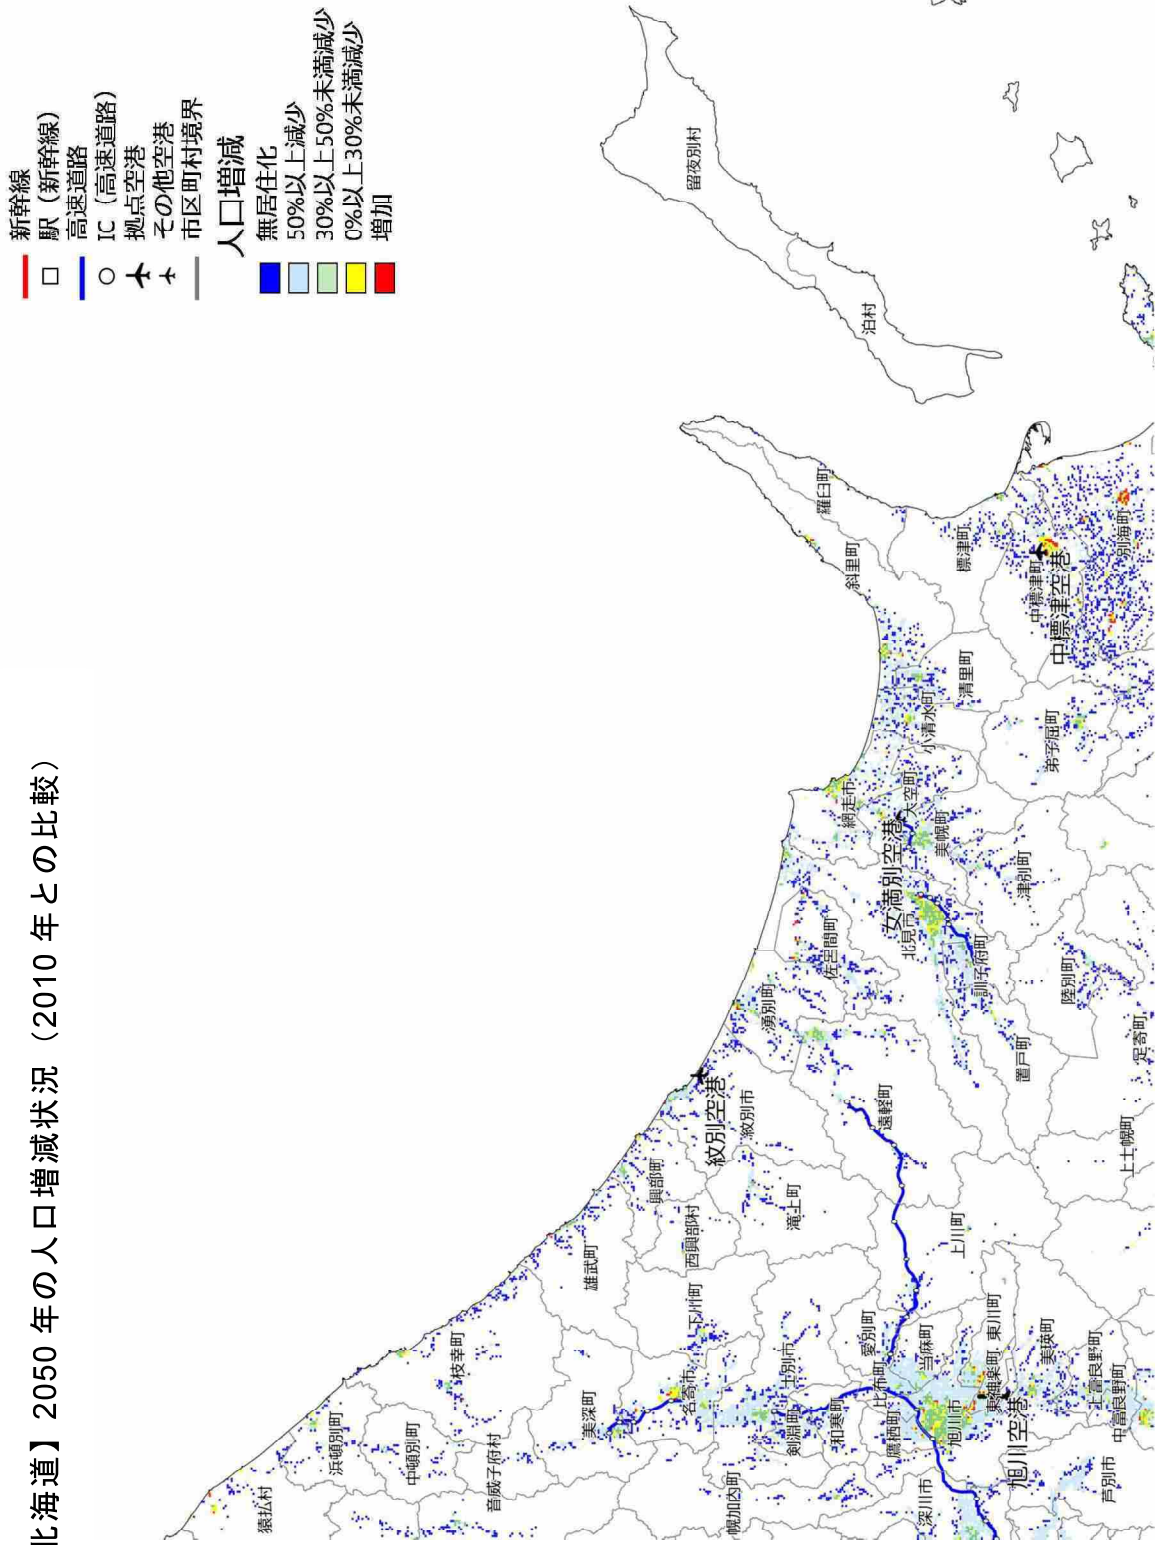 北海道】 2050 年の人口増減状況（2010 年との比較）
新幹線
駅（新幹線）
高速道路
IC（高速道路）
拠点空港
その他空港
市区町村境界
人口増減
無居住化
50%以上減少
30%以上50%未満減少
0%以上30%未満減少
増加
留夜別村
泊村
羅臼町
斜里町
標津町
中標津町
中標津空港
別海町
清里町
小清水町
弟子屈町
網走市
大空町
女満別空港
美幌町
北見市
津別町
訓子府町
佐呂間町
湧別町
陸別町
置戸町
足寄町
紋別空港
紋別市
遠軽町
上士幌町
興部町
西興部村
滝上町
雄武町
上川町
下川町
枝幸町
愛別町
当麻町
東川町
美瑛町
士別市
名寄市
美深町
比布町
東神楽町
上富良野町
中富良野町
剣淵町
和寒町
鷹栖町
旭川市
旭川空港
浜頓別町
中頓別町
音威子府村
猿払村
幌加内町
深川市
芦別市